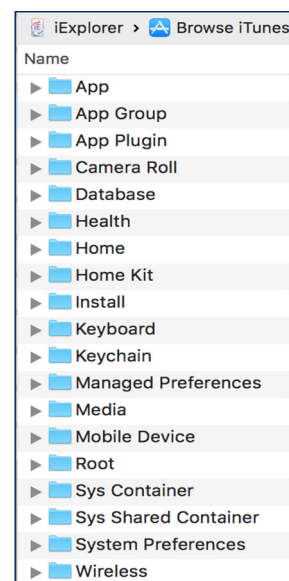 iExplorer › Browse iTunes
Name
App
App Group
App Plugin
Camera Roll
Database
Health
Home
Home Kit
Install
Keyboard
Keychain
Managed Preferences
Media
Mobile Device
Root
Sys Container
Sys Shared Container
System Preferences
Wireless